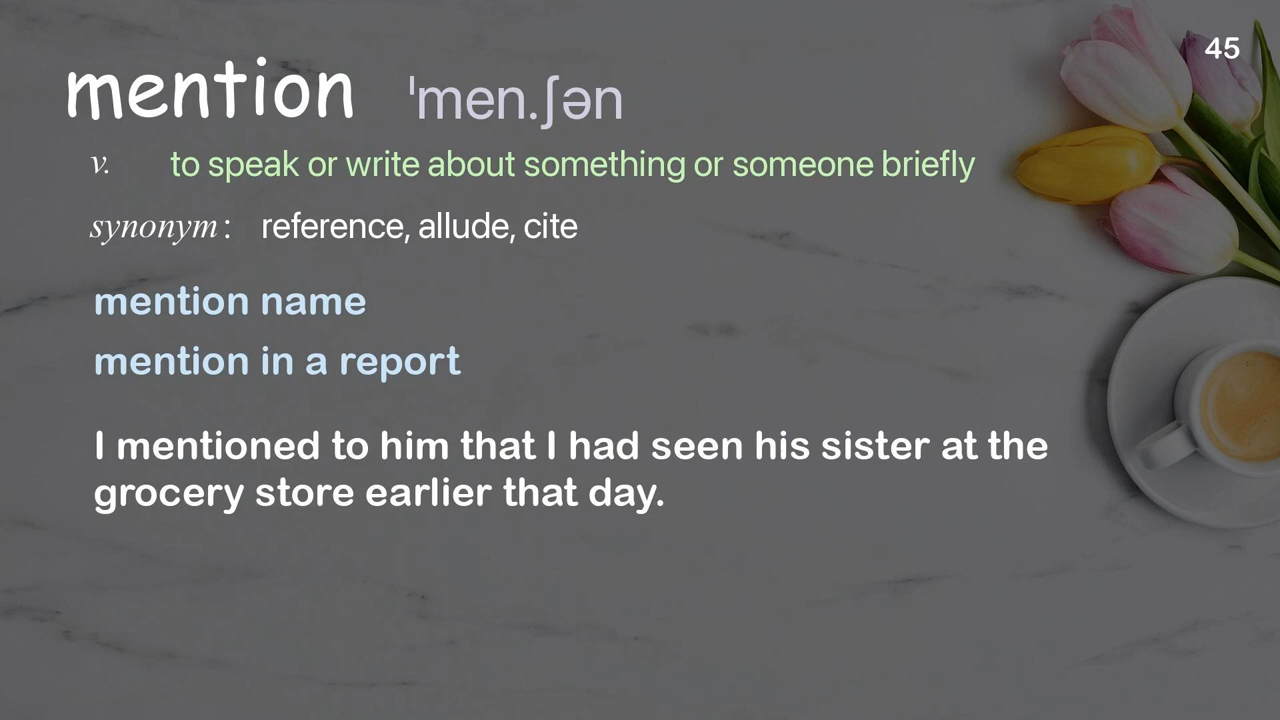 45
mention ˈmen.ʃən
v. to speak or write about something or someone briefly
synonym: reference, allude, cite
mention name
mention in a report
I mentioned to him that I had seen his sister at the
grocery store earlier that day.